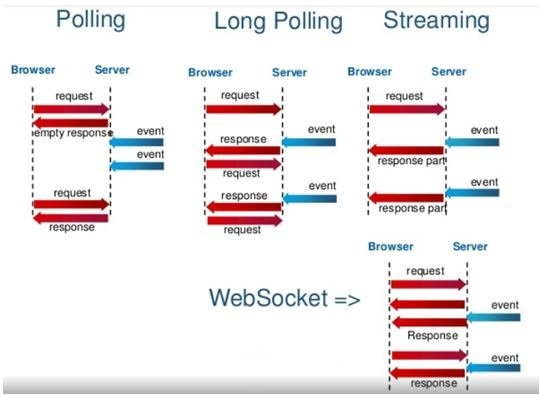 Polling
Long Polling
Streaming
Browser
Server
request
empty response
event
event
request
response
Browser
Server
request
event
response
request
event
response
request
Browser
Server
request
event
response part
event
response part
WebSocket =>
Browser
Server
request
event
Response
event
response